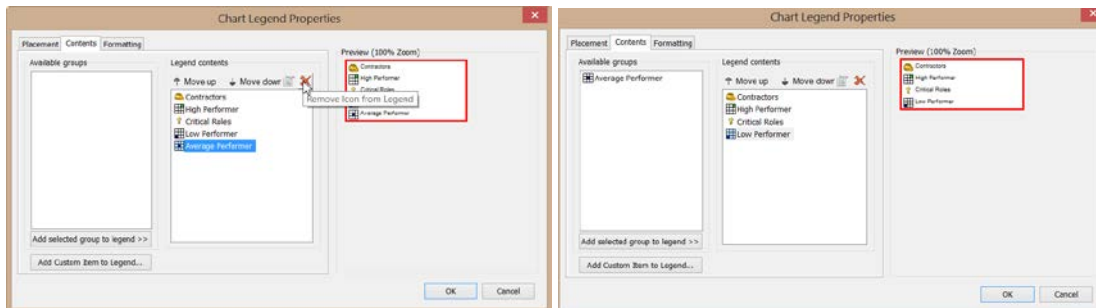 Chart Legend Properties
Placement Contents Formatting
Available groups
Legend contents
Move up Move down
Remove Icon from Legend
Contractors
High Performer
Critical Roles
Low Performer
Average Performer
Add selected group to legend >>
Add Custom Item to Legend...
Preview (100% Zoom)
Contractors
High Performer
Critical Roles
Average Performer
OK Cancel
Chart Legend Properties
Placement Contents Formatting
Available groups
Average Performer
Legend contents
Move up Move down
Contractors
High Performer
Critical Roles
Low Performer
Add selected group to legend >>
Add Custom Item to Legend...
Preview (100% Zoom)
Contractors
High Performer
Critical Roles
Low Performer
OK Cancel